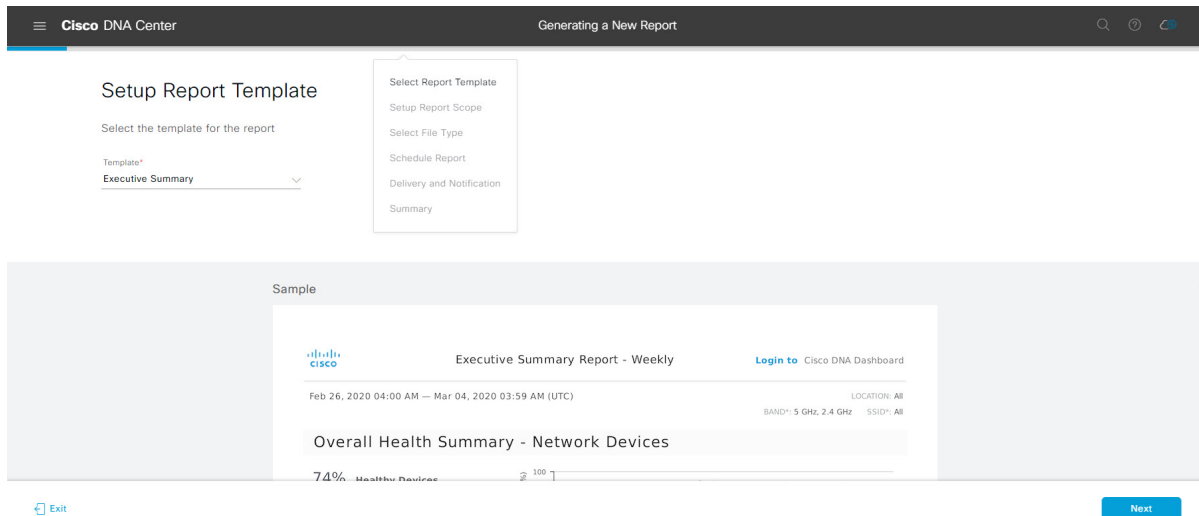 Cisco DNA Center
Generating a New Report
Setup Report Template
Select the template for the report
Template*
Executive Summary
Select Report Template
Setup Report Scope
Select File Type
Schedule Report
Delivery and Notification
Summary
Sample
CISCO
Executive Summary Report - Weekly
Login to Cisco DNA Dashboard
Feb 26, 2020 04:00 AM — Mar 04, 2020 03:59 AM (UTC)
LOCATION: All
BAND*: 5 GHz, 2.4 GHz SSID*: All
Overall Health Summary - Network Devices
74% Healthy Devices
100
Exit
Next